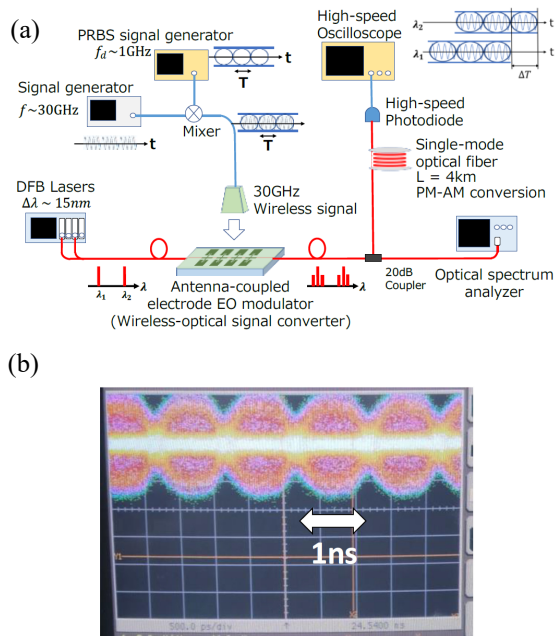 (a)
PRBS signal generator
f_d~1GHz
t
T
High-speed
Oscilloscope
λ₂
t
λ₁
t
ΔT
Signal generator
f~30GHz
t
Mixer
t
T
High-speed
Photodiode
Single-mode
optical fiber
L = 4km
PM-AM conversion
30GHz
Wireless signal
DFB Lasers
Δλ ~ 15nm
λ₁ λ₂ λ
Antenna-coupled
electrode EO modulator
(Wireless-optical signal converter)
λ
20dB
Coupler
Optical spectrum
analyzer
(b)
1ns
500.0 ps/div
24.5400 ns